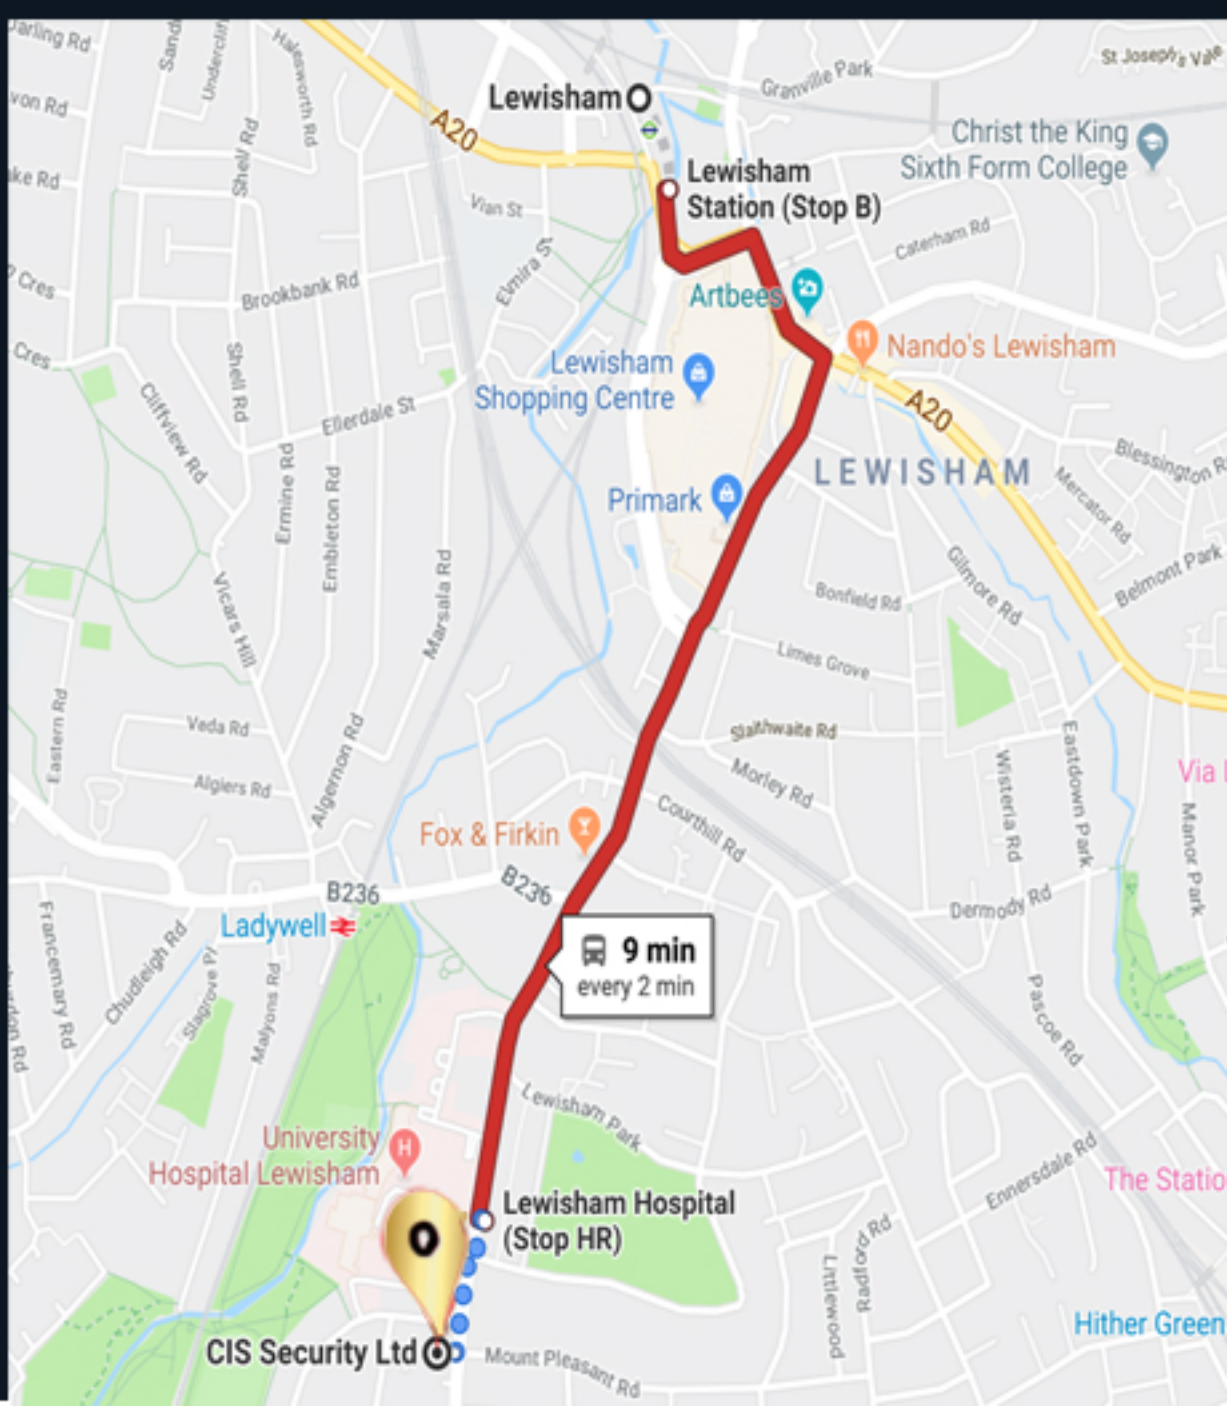 Darling Rd
Halesworth Rd
St Joseph's Vale
Granville Park
Lewisham
A20
Shell Rd
Christ the King
Sixth Form College
Lewisham
Station (Stop B)
Vian St
Caterham Rd
Elmira St
Brookbank Rd
Cres
Artbees
Nando's Lewisham
Cres
Lewisham
Shopping Centre
Shell Rd
Cliffview Rd
Ellerdale St
A20
LEWISHAM
Blessington R
Mercator Rd
Ermine Rd
Embleton Rd
Primark
Marsala Rd
Vicars Hill
Gilmore Rd
Belmont Park
Bonfield Rd
Limes Grove
Eastern Rd
Veda Rd
Slaithwaite Rd
Algernon Rd
Algiers Rd
Morley Rd
Wisteria Rd
Eastdown Park
Via
Manor Park
Courthill Rd
Fox & Firkin
B236
B236
Ladywell
Dermody Rd
Francemary Rd
Chudleigh Rd
Slagrove Pl
Malyons Rd
9 min
every 2 min
Pascoe Rd
Lewisham Park
University
Hospital Lewisham
Ennersdale Rd
The Statio
Lewisham Hospital
(Stop HR)
Radford Rd
Littlewood
Hither Green
CIS Security Ltd
Mount Pleasant Rd